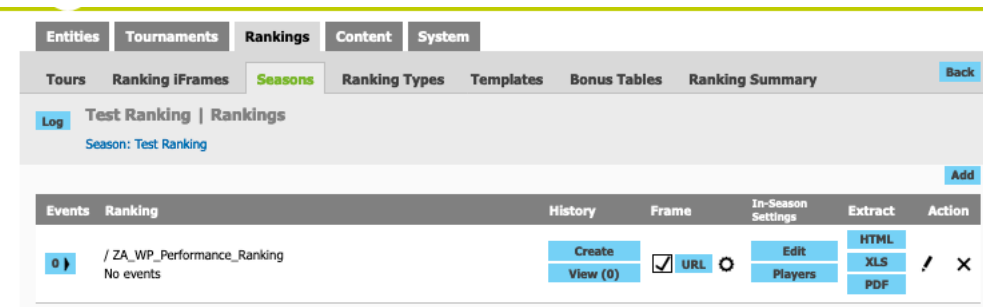 Entities Tournaments Rankings Content System
Tours Ranking iFrames Seasons Ranking Types Templates Bonus Tables Ranking Summary Back
Log Test Ranking | Rankings
Season: Test Ranking
Add
Events Ranking History Frame In-Season Settings Extract Action
0 / ZA_WP_Performance_Ranking
No events
Create
View (0)
URL
Edit
Players
HTML
XLS
PDF